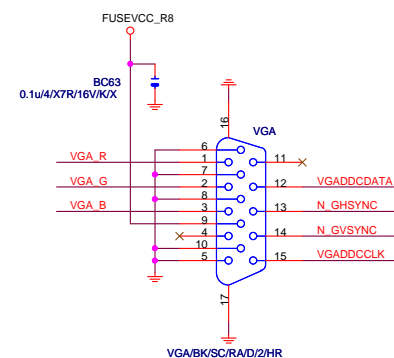 FUSEVCC_R8
BC63
0.1u/4/X7R/16V/K/X
16
VGA
6
VGA_R
1
11
7
VGA_G
2
12
VGADDCDATA
8
VGA_B
3
13
N_GHSYNC
9
4
14
N_GVSYNC
10
5
15
VGADDCCLK
17
VGA/BK/SC/RA/D/2/HR